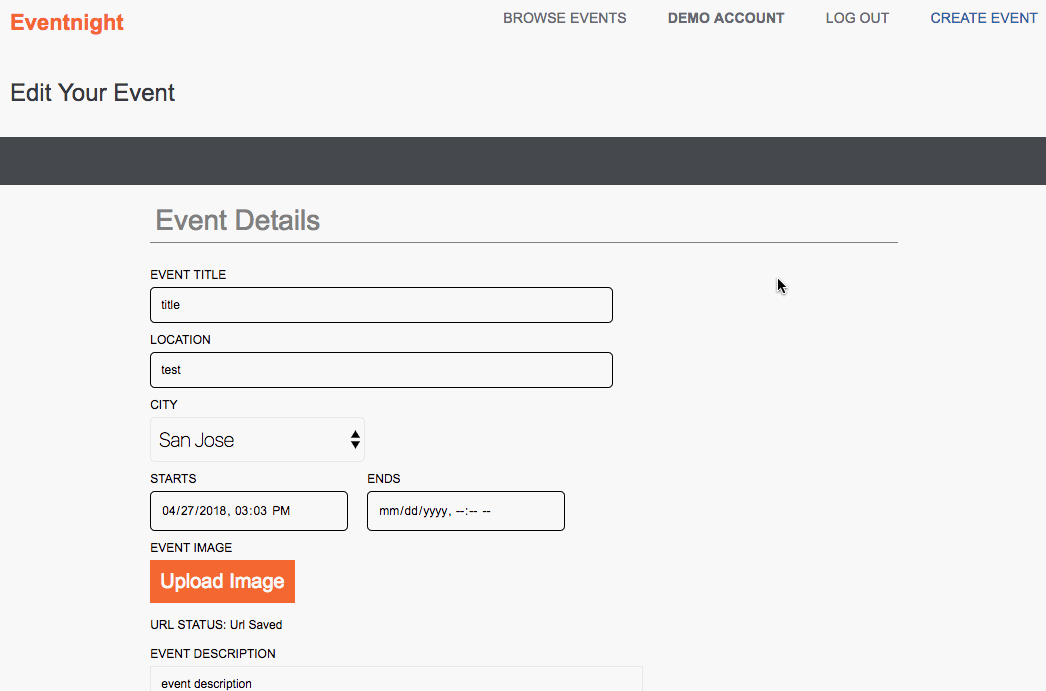 Eventnight BROWSE EVENTS DEMO ACCOUNT LOG OUT CREATE EVENT
Edit Your Event
Event Details
EVENT TITLE
title
LOCATION
test
CITY
San Jose
STARTS ENDS
04/27/2018, 03:03 PM mm/dd/yyyy, --:-- --
EVENT IMAGE
Upload Image
URL STATUS: Url Saved
EVENT DESCRIPTION
event description